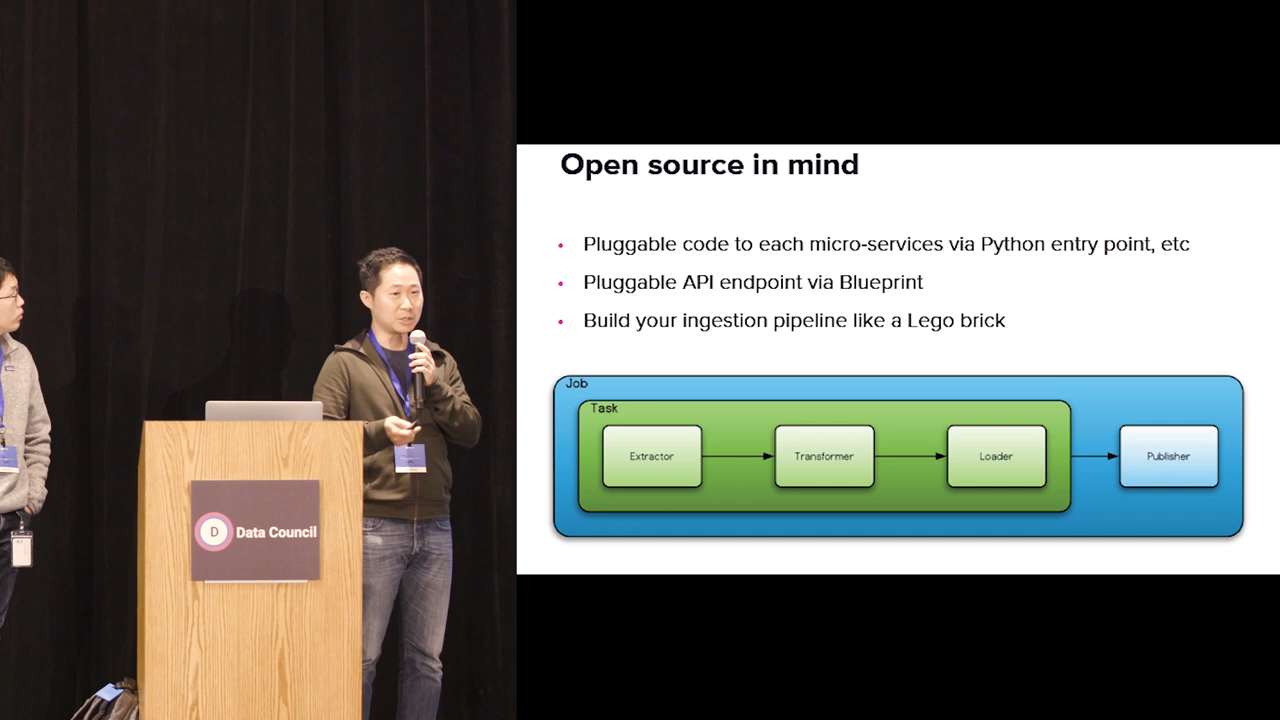 Open source in mind
Pluggable code to each micro-services via Python entry point, etc
Pluggable API endpoint via Blueprint
Build your ingestion pipeline like a Lego brick
Job
Task
Extractor
Transformer
Loader
Publisher
D Data Council